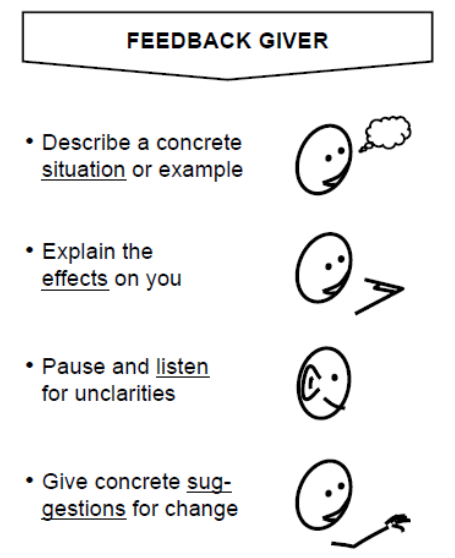 FEEDBACK GIVER
• Describe a concrete
situation or example
• Explain the
effects on you
• Pause and listen
for unclarities
• Give concrete sug-
gestions for change